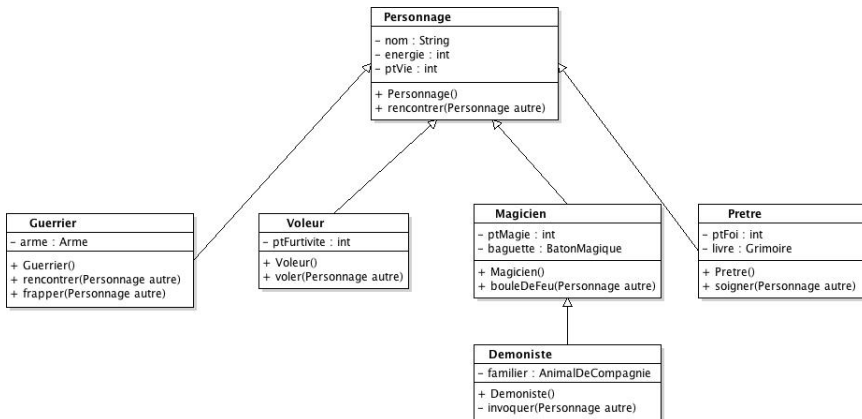 Personnage
– nom : String
– energie : int
– ptVie : int
+ Personnage()
+ rencontrer(Personnage autre)
Guerrier
– arme : Arme
+ Guerrier()
+ rencontrer(Personnage autre)
+ frapper(Personnage autre)
Voleur
– ptFurtivite : int
+ Voleur()
+ voler(Personnage autre)
Magicien
– ptMagie : int
– baguette : BatonMagique
+ Magicien()
+ bouleDeFeu(Personnage autre)
Pretre
– ptFoi : int
– livre : Grimoire
+ Pretre()
+ soigner(Personnage autre)
Demoniste
– familier : AnimalDeCompagnie
+ Demoniste()
– invoquer(Personnage autre)